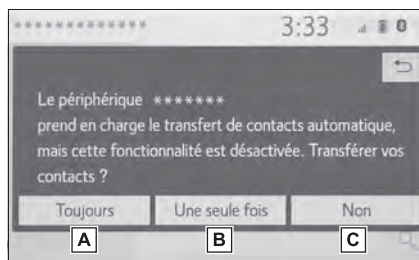 ************* 3:33
Le périphérique *******
prend en charge le transfert de contacts automatique,
mais cette fonctionnalité est désactivée. Transférer vos
contacts ?
Toujours Une seule fois Non
A B C